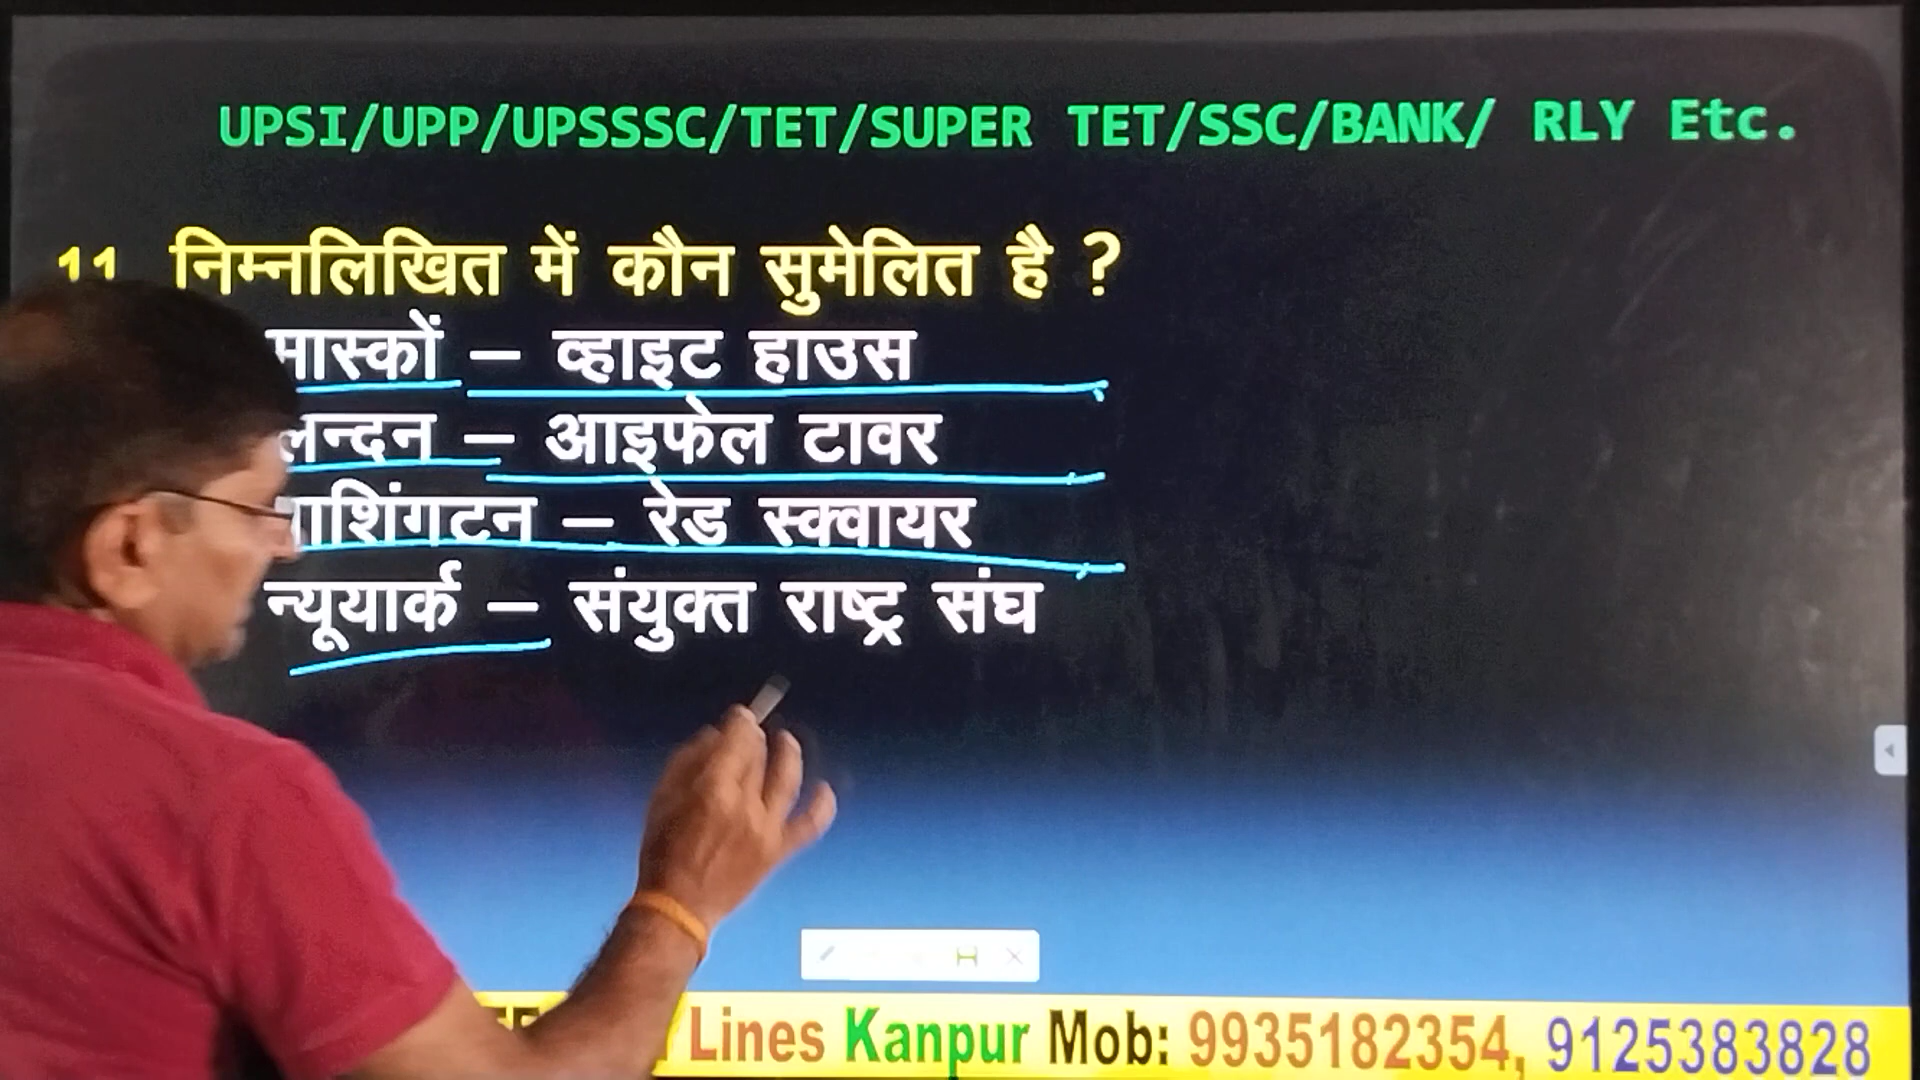 UPSI/UPP/UPSSSC/TET/SUPER TET/SSC/BANK/ RLY Etc.
11 निम्नलिखित में कौन सुमेलित है ?
मास्कों – व्हाइट हाउस
लन्दन – आइफेल टावर
– रेड स्क्वायर
न्यूयार्क – संयुक्त राष्ट्र संघ
Lines Kanpur Mob: 9935182354, 9125383828